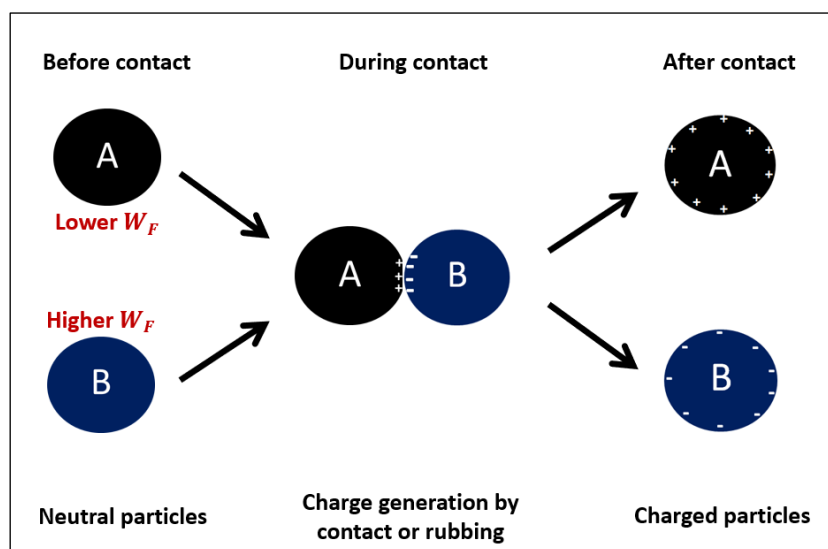 Before contact
During contact
After contact
A
Lower W_F
A
B
Higher W_F
B
A
+ + + + + + + + +
+ + +
- - - -
B
- - - - - - - - -
Neutral particles
Charge generation by
contact or rubbing
Charged particles